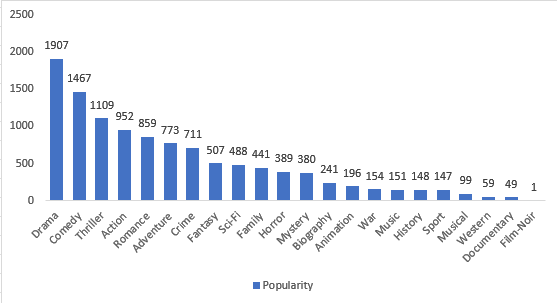 2500
2000
1500
1000
500
0
1907
1467
1109
952
859
773
711
507
488
441
389
380
241
196
154
151
148
147
99
59
49
1
Drama
Comedy
Thriller
Action
Romance
Adventure
Crime
Fantasy
Sci-Fi
Family
Horror
Mystery
Biography
Animation
War
Music
History
Sport
Musical
Western
Documentary
Film-Noir
Popularity